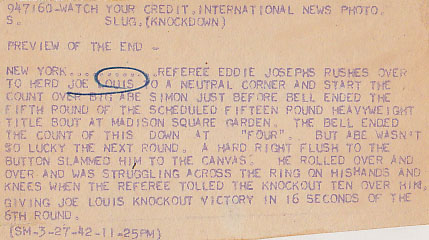 947160-WATCH YOUR CREDIT.INTERNATIONAL NEWS PHOTO.
S.. SLUG.(KNOCKDOWN)
PREVIEW OF THE END -
NEW YORK... .......REFEREE EDDIE JOSEPHS RUSHES OVER
TO HERD JOE LOUIS TO A NEUTRAL CORNER AND START THE
COUNT OVER BIG ABE SIMON JUST BEFORE BELL ENDED THE
FIFTH ROUND OF THE SCHEDULED FIFTEEN ROUND HEAVYWEIGHT
TITLE BOUT AT MADISON SQUARE GARDEN. THE BELL ENDED
THE COUNT OF THIS DOWN AT "FOUR". BUT ABE WASN'T
SO LUCKY THE NEXT ROUND. A HARD RIGHT FLUSH TO THE
BUTTON SLAMMED HIM TO THE CANVAS. HE ROLLED OVER AND
OVER AND WAS STRUGGLING ACROSS THE RING ON HISHANDS AND
KNEES WHEN THE REFEREE TOLLED THE KNOCKOUT TEN OVER HIM,
GIVING JOE LOUIS KNOCKOUT VICTORY IN 16 SECONDS OF THE
6TH ROUND.
(SM-3-27-42-11-25PM)